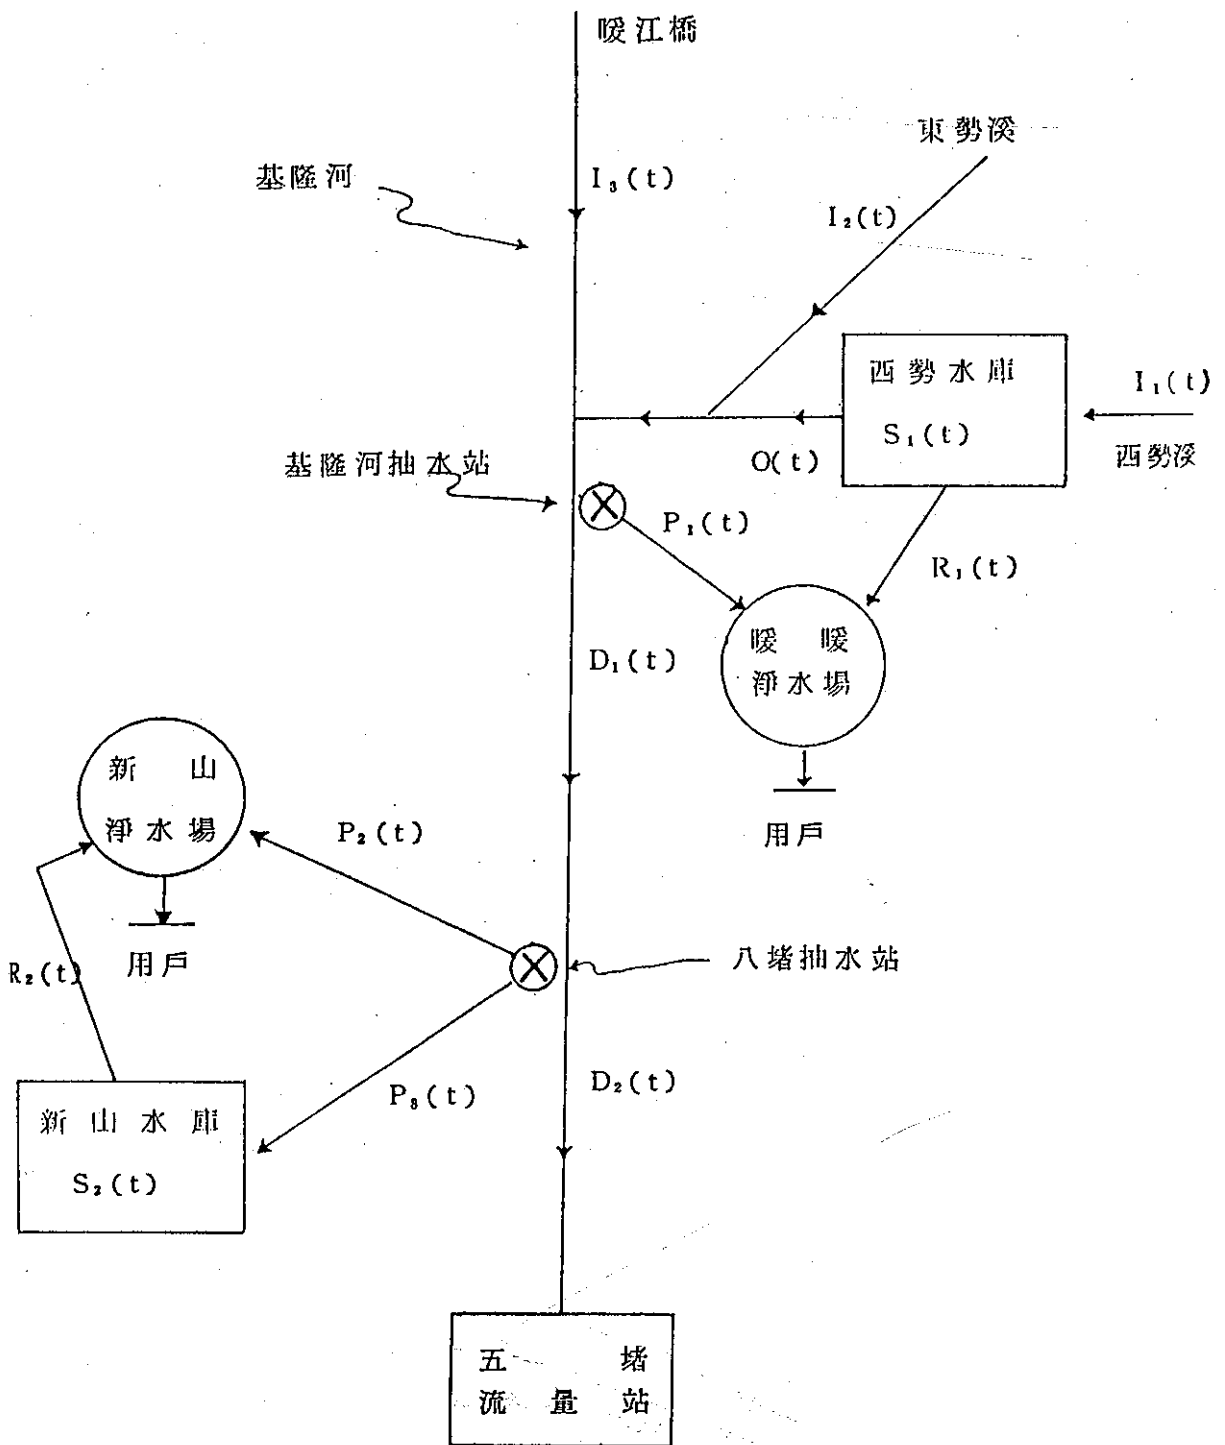 暖江橋
東勢溪
基隆河
I₃(t)
I₂(t)
西勢水庫
S₁(t)
I₁(t)
西勢溪
O(t)
基隆河抽水站
P₁(t)
R₁(t)
暖暖
淨水場
D₁(t)
用戶
新山
淨水場
P₂(t)
用戶
R₂(t)
八堵抽水站
P₃(t)
D₂(t)
新山水庫
S₂(t)
五堵
流量站